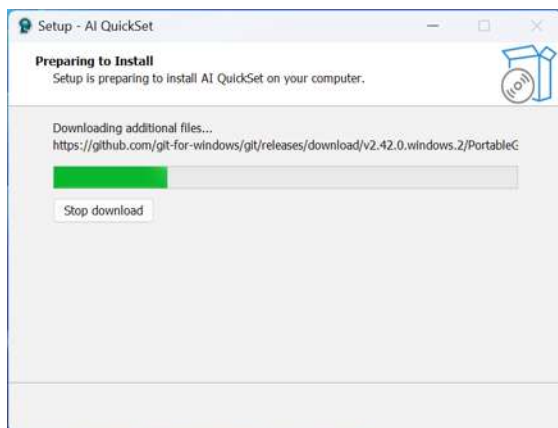 Setup - AI QuickSet
Preparing to Install
Setup is preparing to install AI QuickSet on your computer.
Downloading additional files...
https://github.com/git-for-windows/git/releases/download/v2.42.0.windows.2/PortableG
Stop download